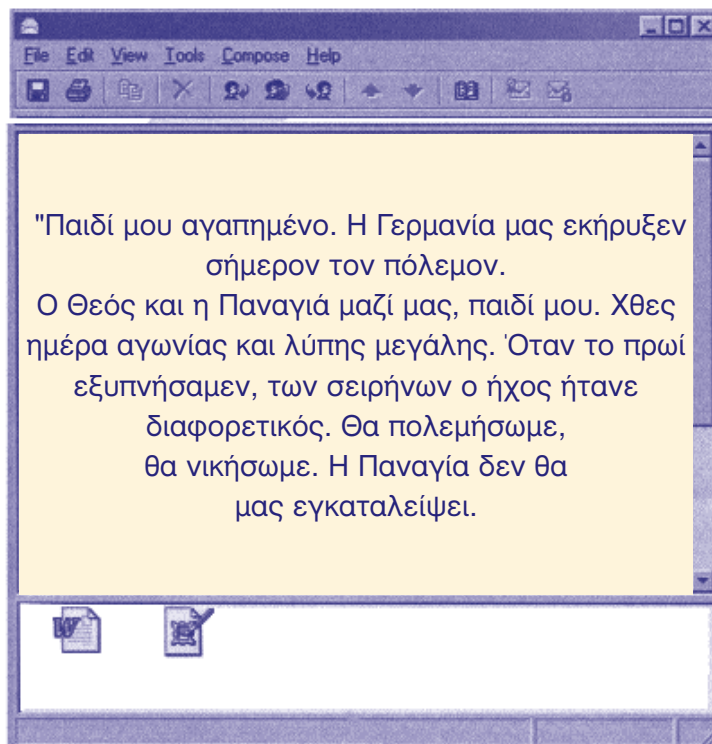 File Edit View Tools Compose Help
"Παιδί μου αγαπημένο. Η Γερμανία μας εκήρυξεν
σήμερον τον πόλεμον.
Ο Θεός και η Παναγιά μαζί μας, παιδί μου. Χθες
ημέρα αγωνίας και λύπης μεγάλης. Όταν το πρωί
εξυπνήσαμεν, των σειρήνων ο ήχος ήτανε
διαφορετικός. Θα πολεμήσωμε,
θα νικήσωμε. Η Παναγία δεν θα
μας εγκαταλείψει.
W